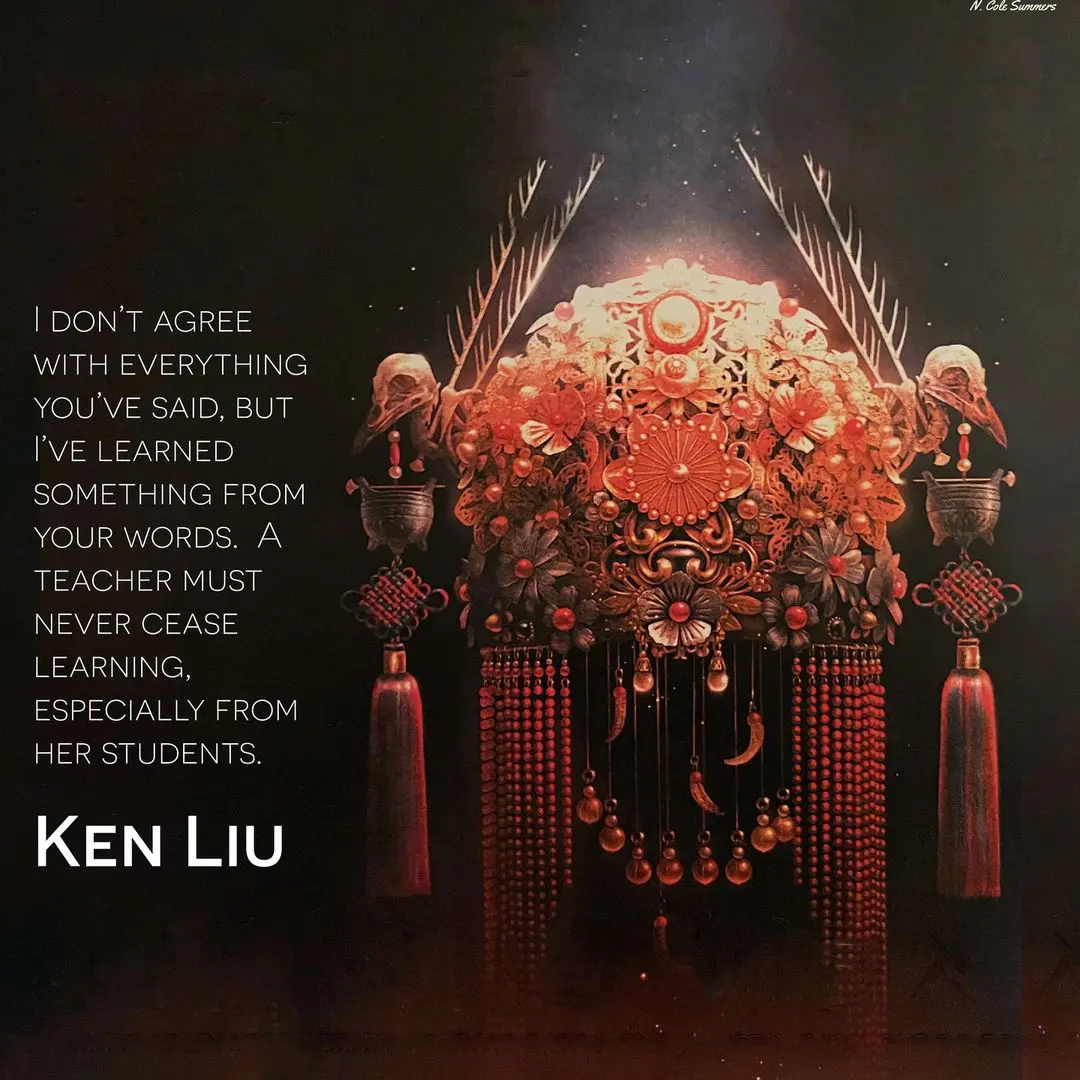 N. Cole Summers
I DON'T AGREE
WITH EVERYTHING
YOU'VE SAID, BUT
I'VE LEARNED
SOMETHING FROM
YOUR WORDS.  A
TEACHER MUST
NEVER CEASE
LEARNING,
ESPECIALLY FROM
HER STUDENTS.
KEN LIU